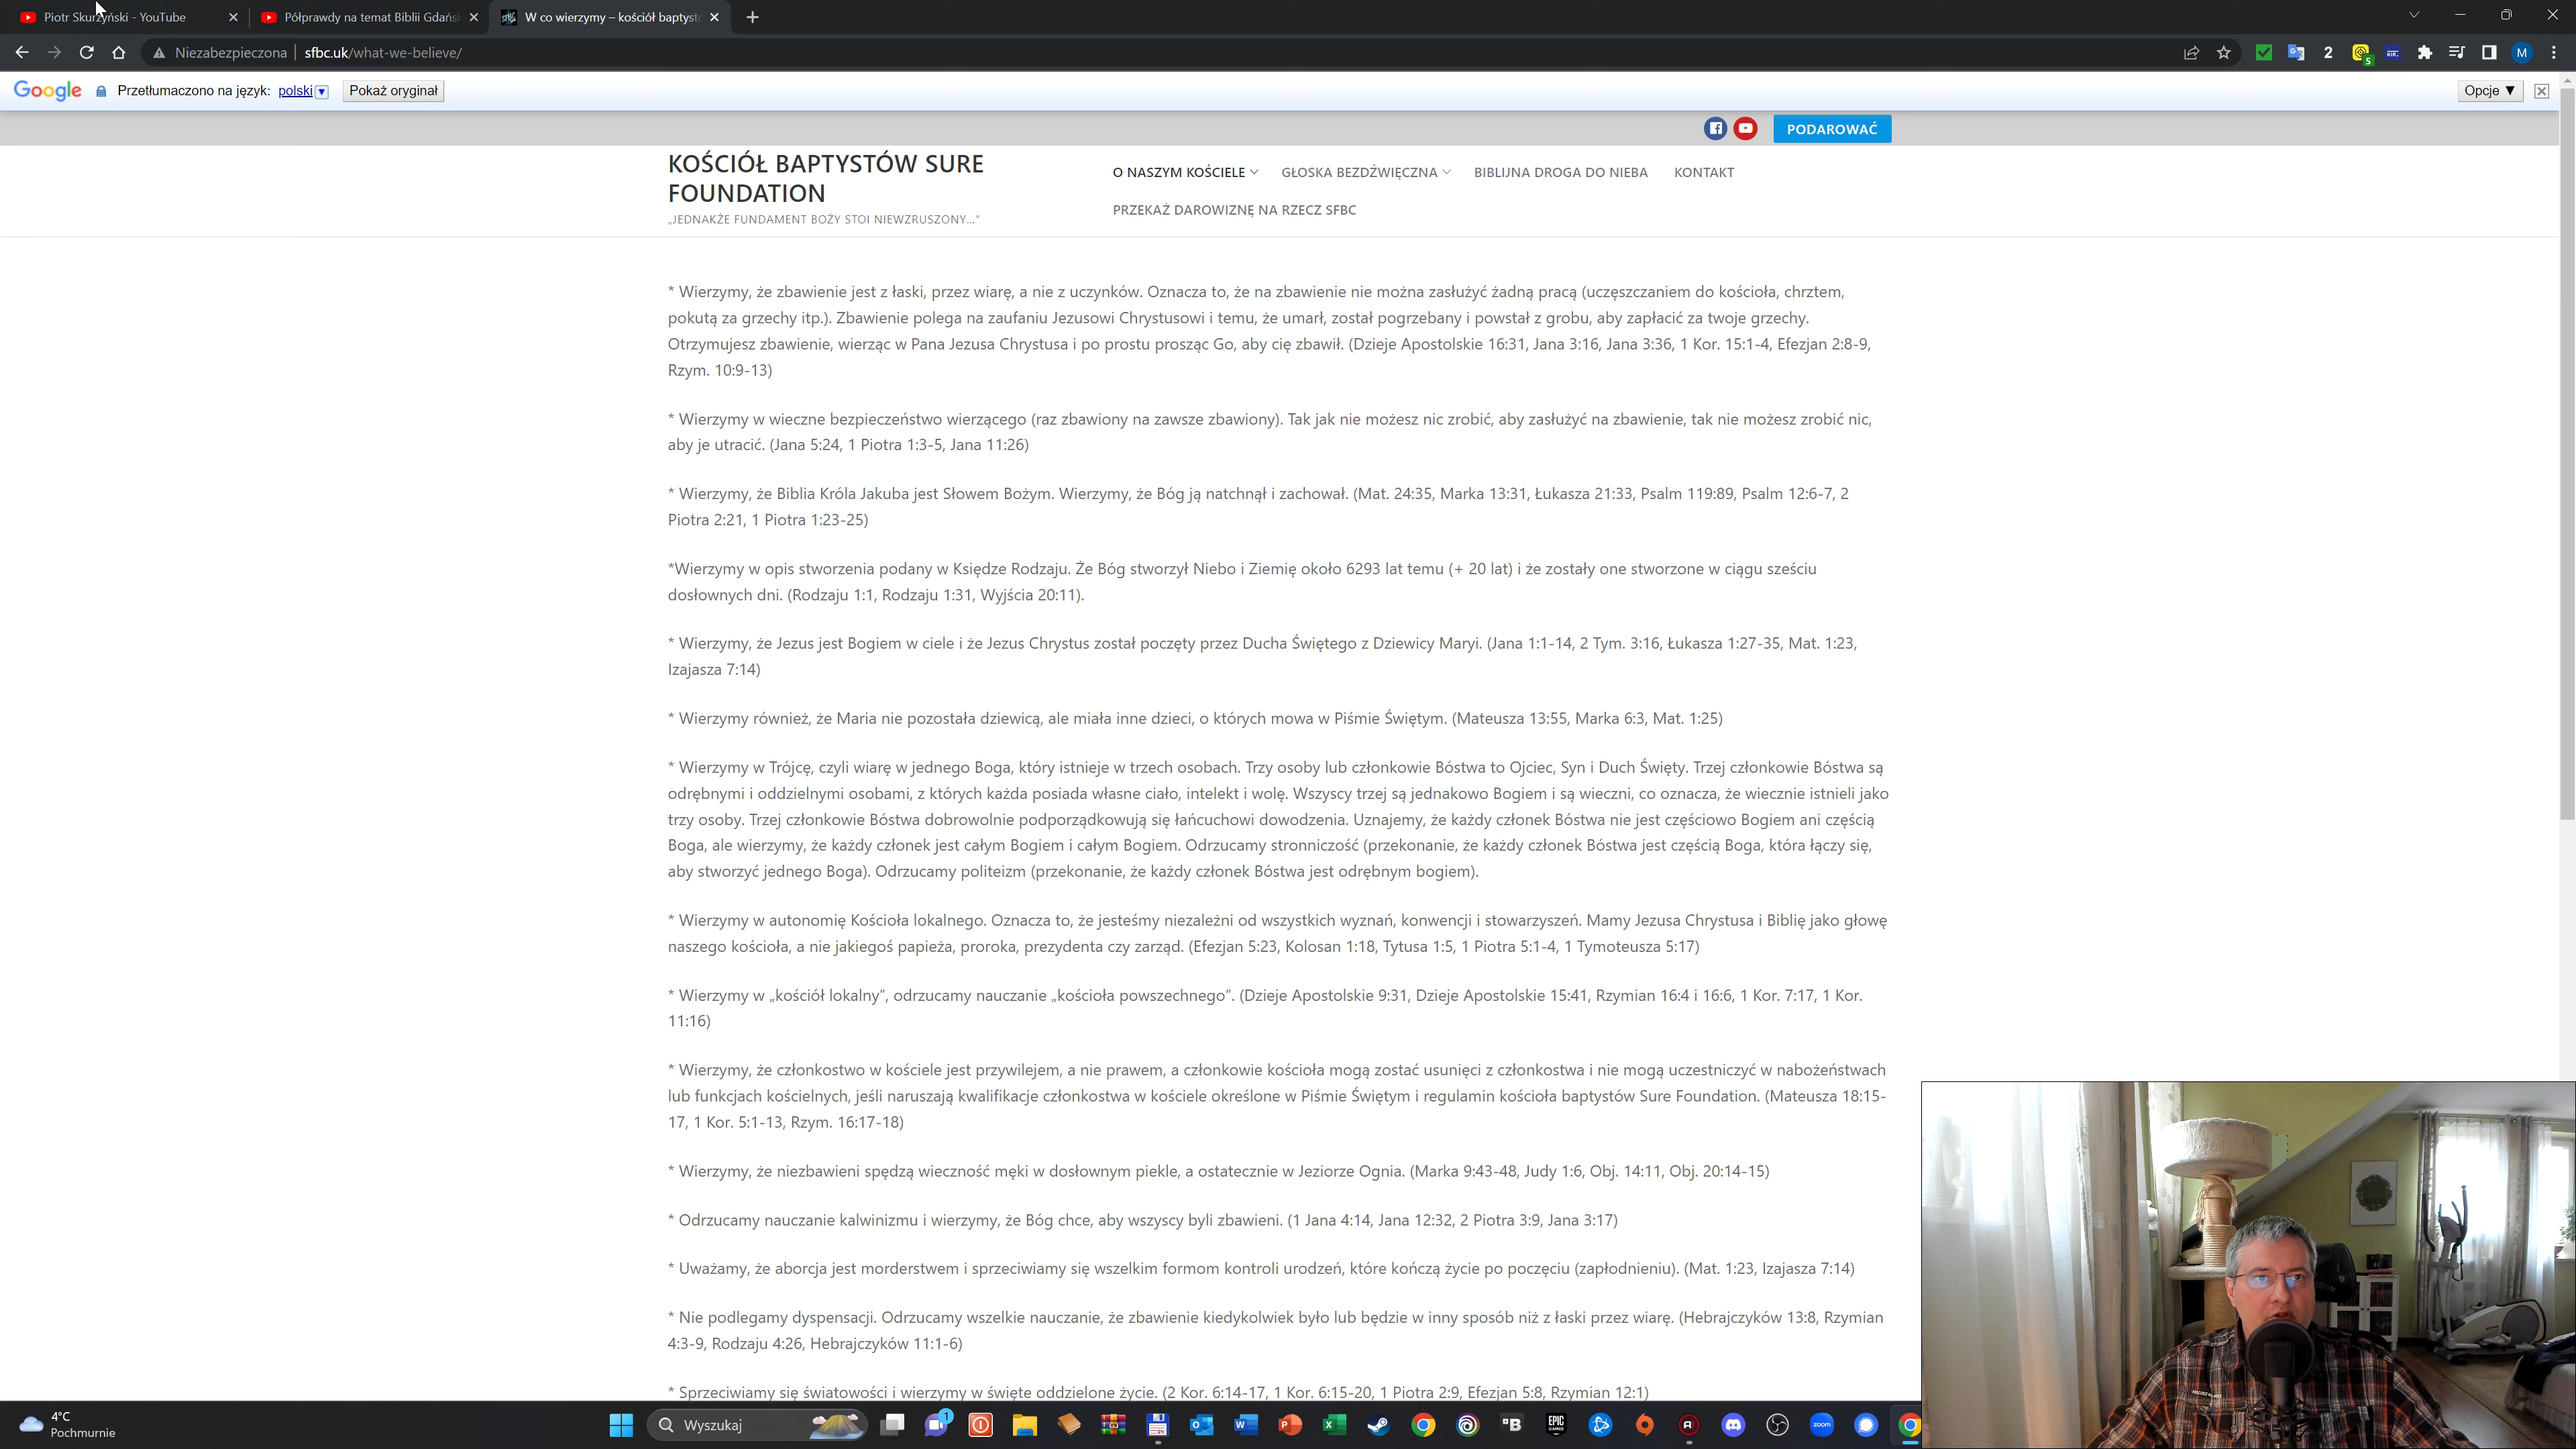 Piotr Skurzyński - YouTube
Półprawdy na temat Biblii Gdańsk
W co wierzymy – kościół baptystó
Niezabezpieczona
sfbc.uk/what-we-believe/
Google
Przetłumaczono na język: polski
Pokaż oryginał
Opcje ▼
PODAROWAĆ
KOŚCIÓŁ BAPTYSTÓW SURE
FOUNDATION
„JEDNAKŻE FUNDAMENT BOŻY STOI NIEWZRUSZONY…"
O NASZYM KOŚCIELE
GŁOSKA BEZDŹWIĘCZNA
BIBLIJNA DROGA DO NIEBA
KONTAKT
PRZEKAŻ DAROWIZNĘ NA RZECZ SFBC
* Wierzymy, że zbawienie jest z łaski, przez wiarę, a nie z uczynków. Oznacza to, że na zbawienie nie można zasłużyć żadną pracą (uczęszczaniem do kościoła, chrztem,
pokutą za grzechy itp.). Zbawienie polega na zaufaniu Jezusowi Chrystusowi i temu, że umarł, został pogrzebany i powstał z grobu, aby zapłacić za twoje grzechy.
Otrzymujesz zbawienie, wierząc w Pana Jezusa Chrystusa i po prostu prosząc Go, aby cię zbawił. (Dzieje Apostolskie 16:31, Jana 3:16, Jana 3:36, 1 Kor. 15:1-4, Efezjan 2:8-9,
Rzym. 10:9-13)
* Wierzymy w wieczne bezpieczeństwo wierzącego (raz zbawiony na zawsze zbawiony). Tak jak nie możesz nic zrobić, aby zasłużyć na zbawienie, tak nie możesz zrobić nic,
aby je utracić. (Jana 5:24, 1 Piotra 1:3-5, Jana 11:26)
* Wierzymy, że Biblia Króla Jakuba jest Słowem Bożym. Wierzymy, że Bóg ją natchnął i zachował. (Mat. 24:35, Marka 13:31, Łukasza 21:33, Psalm 119:89, Psalm 12:6-7, 2
Piotra 2:21, 1 Piotra 1:23-25)
*Wierzymy w opis stworzenia podany w Księdze Rodzaju. Że Bóg stworzył Niebo i Ziemię około 6293 lat temu (+ 20 lat) i że zostały one stworzone w ciągu sześciu
dosłownych dni. (Rodzaju 1:1, Rodzaju 1:31, Wyjścia 20:11).
* Wierzymy, że Jezus jest Bogiem w ciele i że Jezus Chrystus został poczęty przez Ducha Świętego z Dziewicy Maryi. (Jana 1:1-14, 2 Tym. 3:16, Łukasza 1:27-35, Mat. 1:23,
Izajasza 7:14)
* Wierzymy również, że Maria nie pozostała dziewicą, ale miała inne dzieci, o których mowa w Piśmie Świętym. (Mateusza 13:55, Marka 6:3, Mat. 1:25)
* Wierzymy w Trójcę, czyli wiarę w jednego Boga, który istnieje w trzech osobach. Trzy osoby lub członkowie Bóstwa to Ojciec, Syn i Duch Święty. Trzej członkowie Bóstwa są
odrębnymi i oddzielnymi osobami, z których każda posiada własne ciało, intelekt i wolę. Wszyscy trzej są jednakowo Bogiem i są wieczni, co oznacza, że wiecznie istnieli jako
trzy osoby. Trzej członkowie Bóstwa dobrowolnie podporządkowują się łańcuchowi dowodzenia. Uznajemy, że każdy członek Bóstwa nie jest częściowo Bogiem ani częścią
Boga, ale wierzymy, że każdy członek jest całym Bogiem i całym Bogiem. Odrzucamy stronniczość (przekonanie, że każdy członek Bóstwa jest częścią Boga, która łączy się,
aby stworzyć jednego Boga). Odrzucamy politeizm (przekonanie, że każdy członek Bóstwa jest odrębnym bogiem).
* Wierzymy w autonomię Kościoła lokalnego. Oznacza to, że jesteśmy niezależni od wszystkich wyznań, konwencji i stowarzyszeń. Mamy Jezusa Chrystusa i Biblię jako głowę
naszego kościoła, a nie jakiegoś papieża, proroka, prezydenta czy zarząd. (Efezjan 5:23, Kolosan 1:18, Tytusa 1:5, 1 Piotra 5:1-4, 1 Tymoteusza 5:17)
* Wierzymy w „kościół lokalny", odrzucamy nauczanie „kościoła powszechnego". (Dzieje Apostolskie 9:31, Dzieje Apostolskie 15:41, Rzymian 16:4 i 16:6, 1 Kor. 7:17, 1 Kor.
11:16)
* Wierzymy, że członkostwo w kościele jest przywilejem, a nie prawem, a członkowie kościoła mogą zostać usunięci z członkostwa i nie mogą uczestniczyć w nabożeństwach
lub funkcjach kościelnych, jeśli naruszają kwalifikacje członkostwa w kościele określone w Piśmie Świętym i regulamin kościoła baptystów Sure Foundation. (Mateusza 18:15-
17, 1 Kor. 5:1-13, Rzym. 16:17-18)
* Wierzymy, że niezbawieni spędzą wieczność męki w dosłownym piekle, a ostatecznie w Jeziorze Ognia. (Marka 9:43-48, Judy 1:6, Obj. 14:11, Obj. 20:14-15)
* Odrzucamy nauczanie kalwinizmu i wierzymy, że Bóg chce, aby wszyscy byli zbawieni. (1 Jana 4:14, Jana 12:32, 2 Piotra 3:9, Jana 3:17)
* Uważamy, że aborcja jest morderstwem i sprzeciwiamy się wszelkim formom kontroli urodzeń, które kończą życie po poczęciu (zapłodnieniu). (Mat. 1:23, Izajasza 7:14)
* Nie podlegamy dyspensacji. Odrzucamy wszelkie nauczanie, że zbawienie kiedykolwiek było lub będzie w inny sposób niż z łaski przez wiarę. (Hebrajczyków 13:8, Rzymian
4:3-9, Rodzaju 4:26, Hebrajczyków 11:1-6)
* Sprzeciwiamy się światowości i wierzymy w święte oddzielone życie. (2 Kor. 6:14-17, 1 Kor. 6:15-20, 1 Piotra 2:9, Efezjan 5:8, Rzymian 12:1)
4°C
Pochmurnie
Wyszukaj